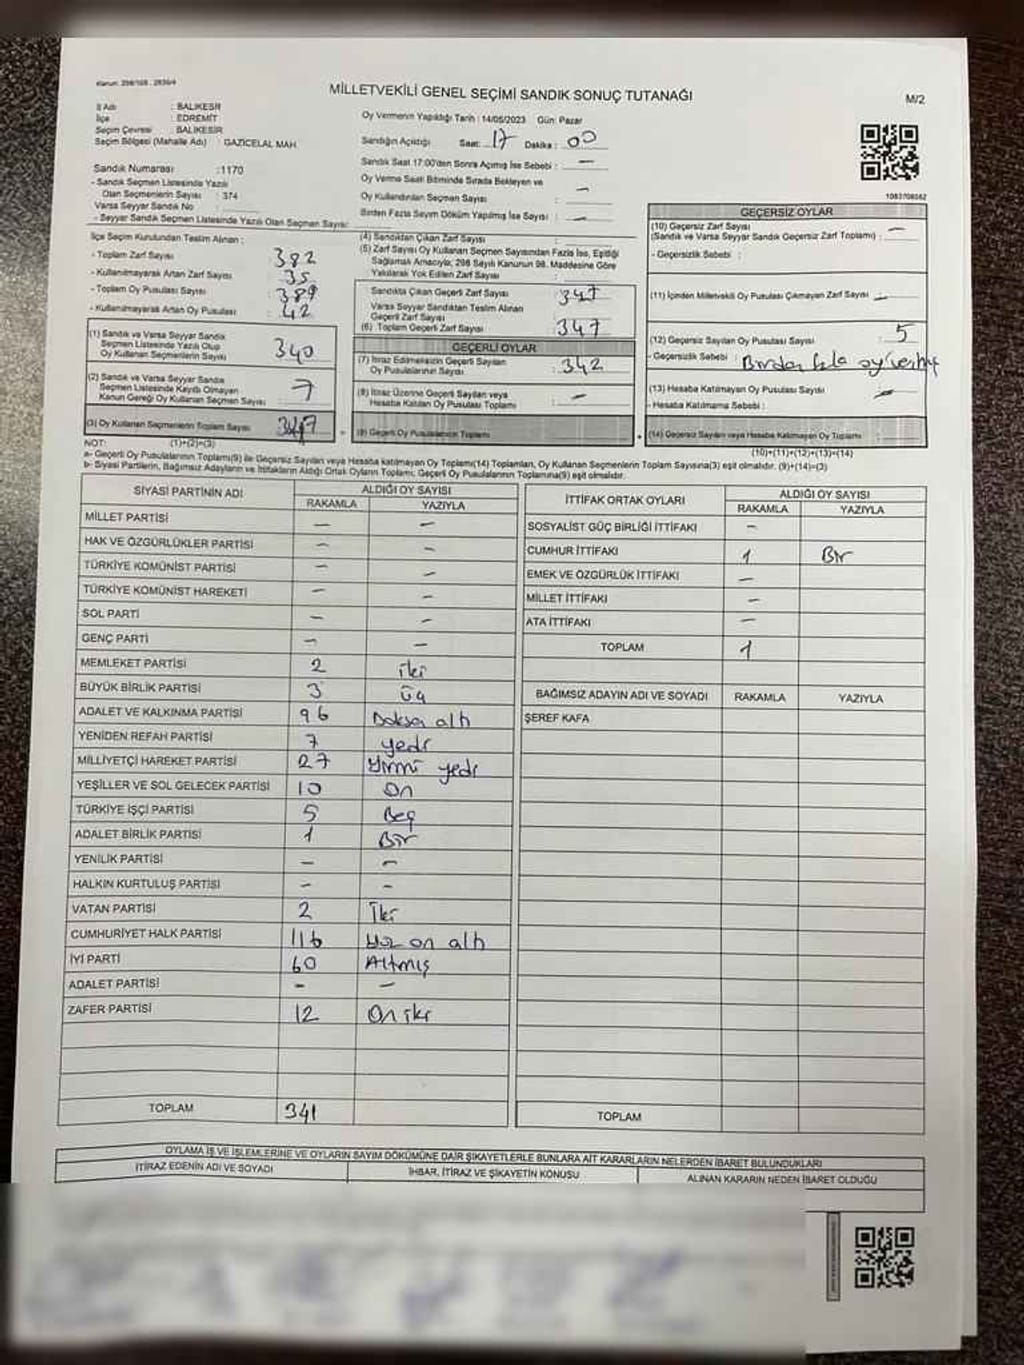 Kanun: 298/105 , 2839/4
MİLLETVEKİLİ GENEL SEÇİMİ SANDIK SONUÇ TUTANAĞI
M/2
İl Adı : BALIKESİR
İlçe : EDREMİT
Seçim Çevresi : BALIKESİR
Seçim Bölgesi (Mahalle Adı) : GAZİCELAL MAH.
Oy Vermenin Yapıldığı Tarih : 14/05/2023 Gün: Pazar
Sandığın Açıldığı Saat: 17 Dakika : 00
Sandık Saat 17:00'den Sonra Açılmış İse Sebebi : —
Oy Verme Saati Bitiminde Sırada Bekleyen ve
Oy Kullandırılan Seçmen Sayısı : —
Birden Fazla Sayım Döküm Yapılmış İse Sayısı : —
Sandık Numarası : 1170
- Sandık Seçmen Listesinde Yazılı
Olan Seçmenlerin Sayısı : 374
Varsa Seyyar Sandık No :
- Seyyar Sandık Seçmen Listesinde Yazılı Olan Seçmen Sayısı:
İlçe Seçim Kurulundan Teslim Alınan :
- Toplam Zarf Sayısı : 382
- Kullanılmayarak Artan Zarf Sayısı : 35
- Toplam Oy Pusulası Sayısı : 389
- Kullanılmayarak Artan Oy Pusulası : 42
(1) Sandık ve Varsa Seyyar Sandık
Seçmen Listesinde Yazılı Olup
Oy Kullanan Seçmenlerin Sayısı : 340
(2) Sandık ve Varsa Seyyar Sandık
Seçmen Listesinde Kayıtlı Olmayan
Kanun Gereği Oy Kullanan Seçmen Sayısı : 7
(3) Oy Kullanan Seçmenlerin Toplam Sayısı : 347
(4) Sandıktan Çıkan Zarf Sayısı :
(5) Zarf Sayısı Oy Kullanan Seçmen Sayısından Fazla İse, Eşitliği
Sağlamak Amacıyla; 298 Sayılı Kanunun 98. Maddesine Göre
Yakılarak Yok Edilen Zarf Sayısı :
Sandıkta Çıkan Geçerli Zarf Sayısı : 347
Varsa Seyyar Sandıktan Teslim Alınan
Geçerli Zarf Sayısı :
(6) Toplam Geçerli Zarf Sayısı : 347
GEÇERLİ OYLAR
(7) İtiraz Edilmeksizin Geçerli Sayılan
Oy Pusulalarının Sayısı : 342
(8) İtiraz Üzerine Geçerli Sayılan veya
Hesaba Katılan Oy Pusulası Toplamı : —
(9) Geçerli Oy Pusulalarının Toplamı
1083708582
GEÇERSİZ OYLAR
(10) Geçersiz Zarf Sayısı
(Sandık ve Varsa Seyyar Sandık Geçersiz Zarf Toplamı) : —
- Geçersizlik Sebebi :
(11) İçinden Milletvekili Oy Pusulası Çıkmayan Zarf Sayısı : —
(12) Geçersiz Sayılan Oy Pusulası Sayısı : 5
- Geçersizlik Sebebi : Birden fazla oy
(13) Hesaba Katılmayan Oy Pusulası Sayısı : —
- Hesaba Katılmama Sebebi :
(14) Geçersiz Sayılan veya Hesaba Katılmayan Oy Toplamı :
NOT: (1)+(2)=(3)
(10)+(11)+(12)+(13)=(14)
a- Geçerli Oy Pusulaları Toplamı(9) ile Geçersiz Sayılan veya Hesaba katılmayan Oy Toplamı(14) Toplamları, Oy Kullanan Seçmenlerin Toplam Sayısına(3) eşit olmalıdır. (9)+(14)=(3)
b- Siyasi Partilerin, Bağımsız Adayların ve İttifakların Aldığı Ortak Oyların Toplamı; Geçerli Oy Pusulalarının Toplamına(9) eşit olmalıdır.
SİYASİ PARTİNİN ADI ALDIĞI OY SAYISI
RAKAMLA YAZIYLA
MİLLET PARTİSİ — —
HAK VE ÖZGÜRLÜKLER PARTİSİ — —
TÜRKİYE KOMÜNİST PARTİSİ — —
TÜRKİYE KOMÜNİST HAREKETİ — —
SOL PARTİ — —
GENÇ PARTİ — —
MEMLEKET PARTİSİ 2 iki
BÜYÜK BİRLİK PARTİSİ 3 üç
ADALET VE KALKINMA PARTİSİ 96 Doksan altı
YENİDEN REFAH PARTİSİ 7 yedi
MİLLİYETÇİ HAREKET PARTİSİ 27 yirmi yedi
YEŞİLLER VE SOL GELECEK PARTİSİ 10 On
TÜRKİYE İŞÇİ PARTİSİ 5 Beş
ADALET BİRLİK PARTİSİ 1 Bir
YENİLİK PARTİSİ — —
HALKIN KURTULUŞ PARTİSİ — —
VATAN PARTİSİ 2 İki
CUMHURİYET HALK PARTİSİ 116 Yüz on altı
İYİ PARTİ 60 Altmış
ADALET PARTİSİ — —
ZAFER PARTİSİ 12 On iki
TOPLAM 341
İTTİFAK ORTAK OYLARI ALDIĞI OY SAYISI
RAKAMLA YAZIYLA
SOSYALİST GÜÇ BİRLİĞİ İTTİFAKI —
CUMHUR İTTİFAKI 1 Bir
EMEK VE ÖZGÜRLÜK İTTİFAKI —
MİLLET İTTİFAKI —
ATA İTTİFAKI —
TOPLAM 1
BAĞIMSIZ ADAYIN ADI VE SOYADI RAKAMLA YAZIYLA
ŞEREF KAFA
TOPLAM
OYLAMA İŞ VE İŞLEMLERİNE VE OYLARIN SAYIM DÖKÜMÜNE DAİR ŞİKAYETLERLE BUNLARA AİT KARARLARIN NELERDEN İBARET BULUNDUKLARI
İTİRAZ EDENİN ADI VE SOYADI İHBAR, İTİRAZ VE ŞİKAYETİN KONUSU ALINAN KARARIN NEDEN İBARET OLDUĞU